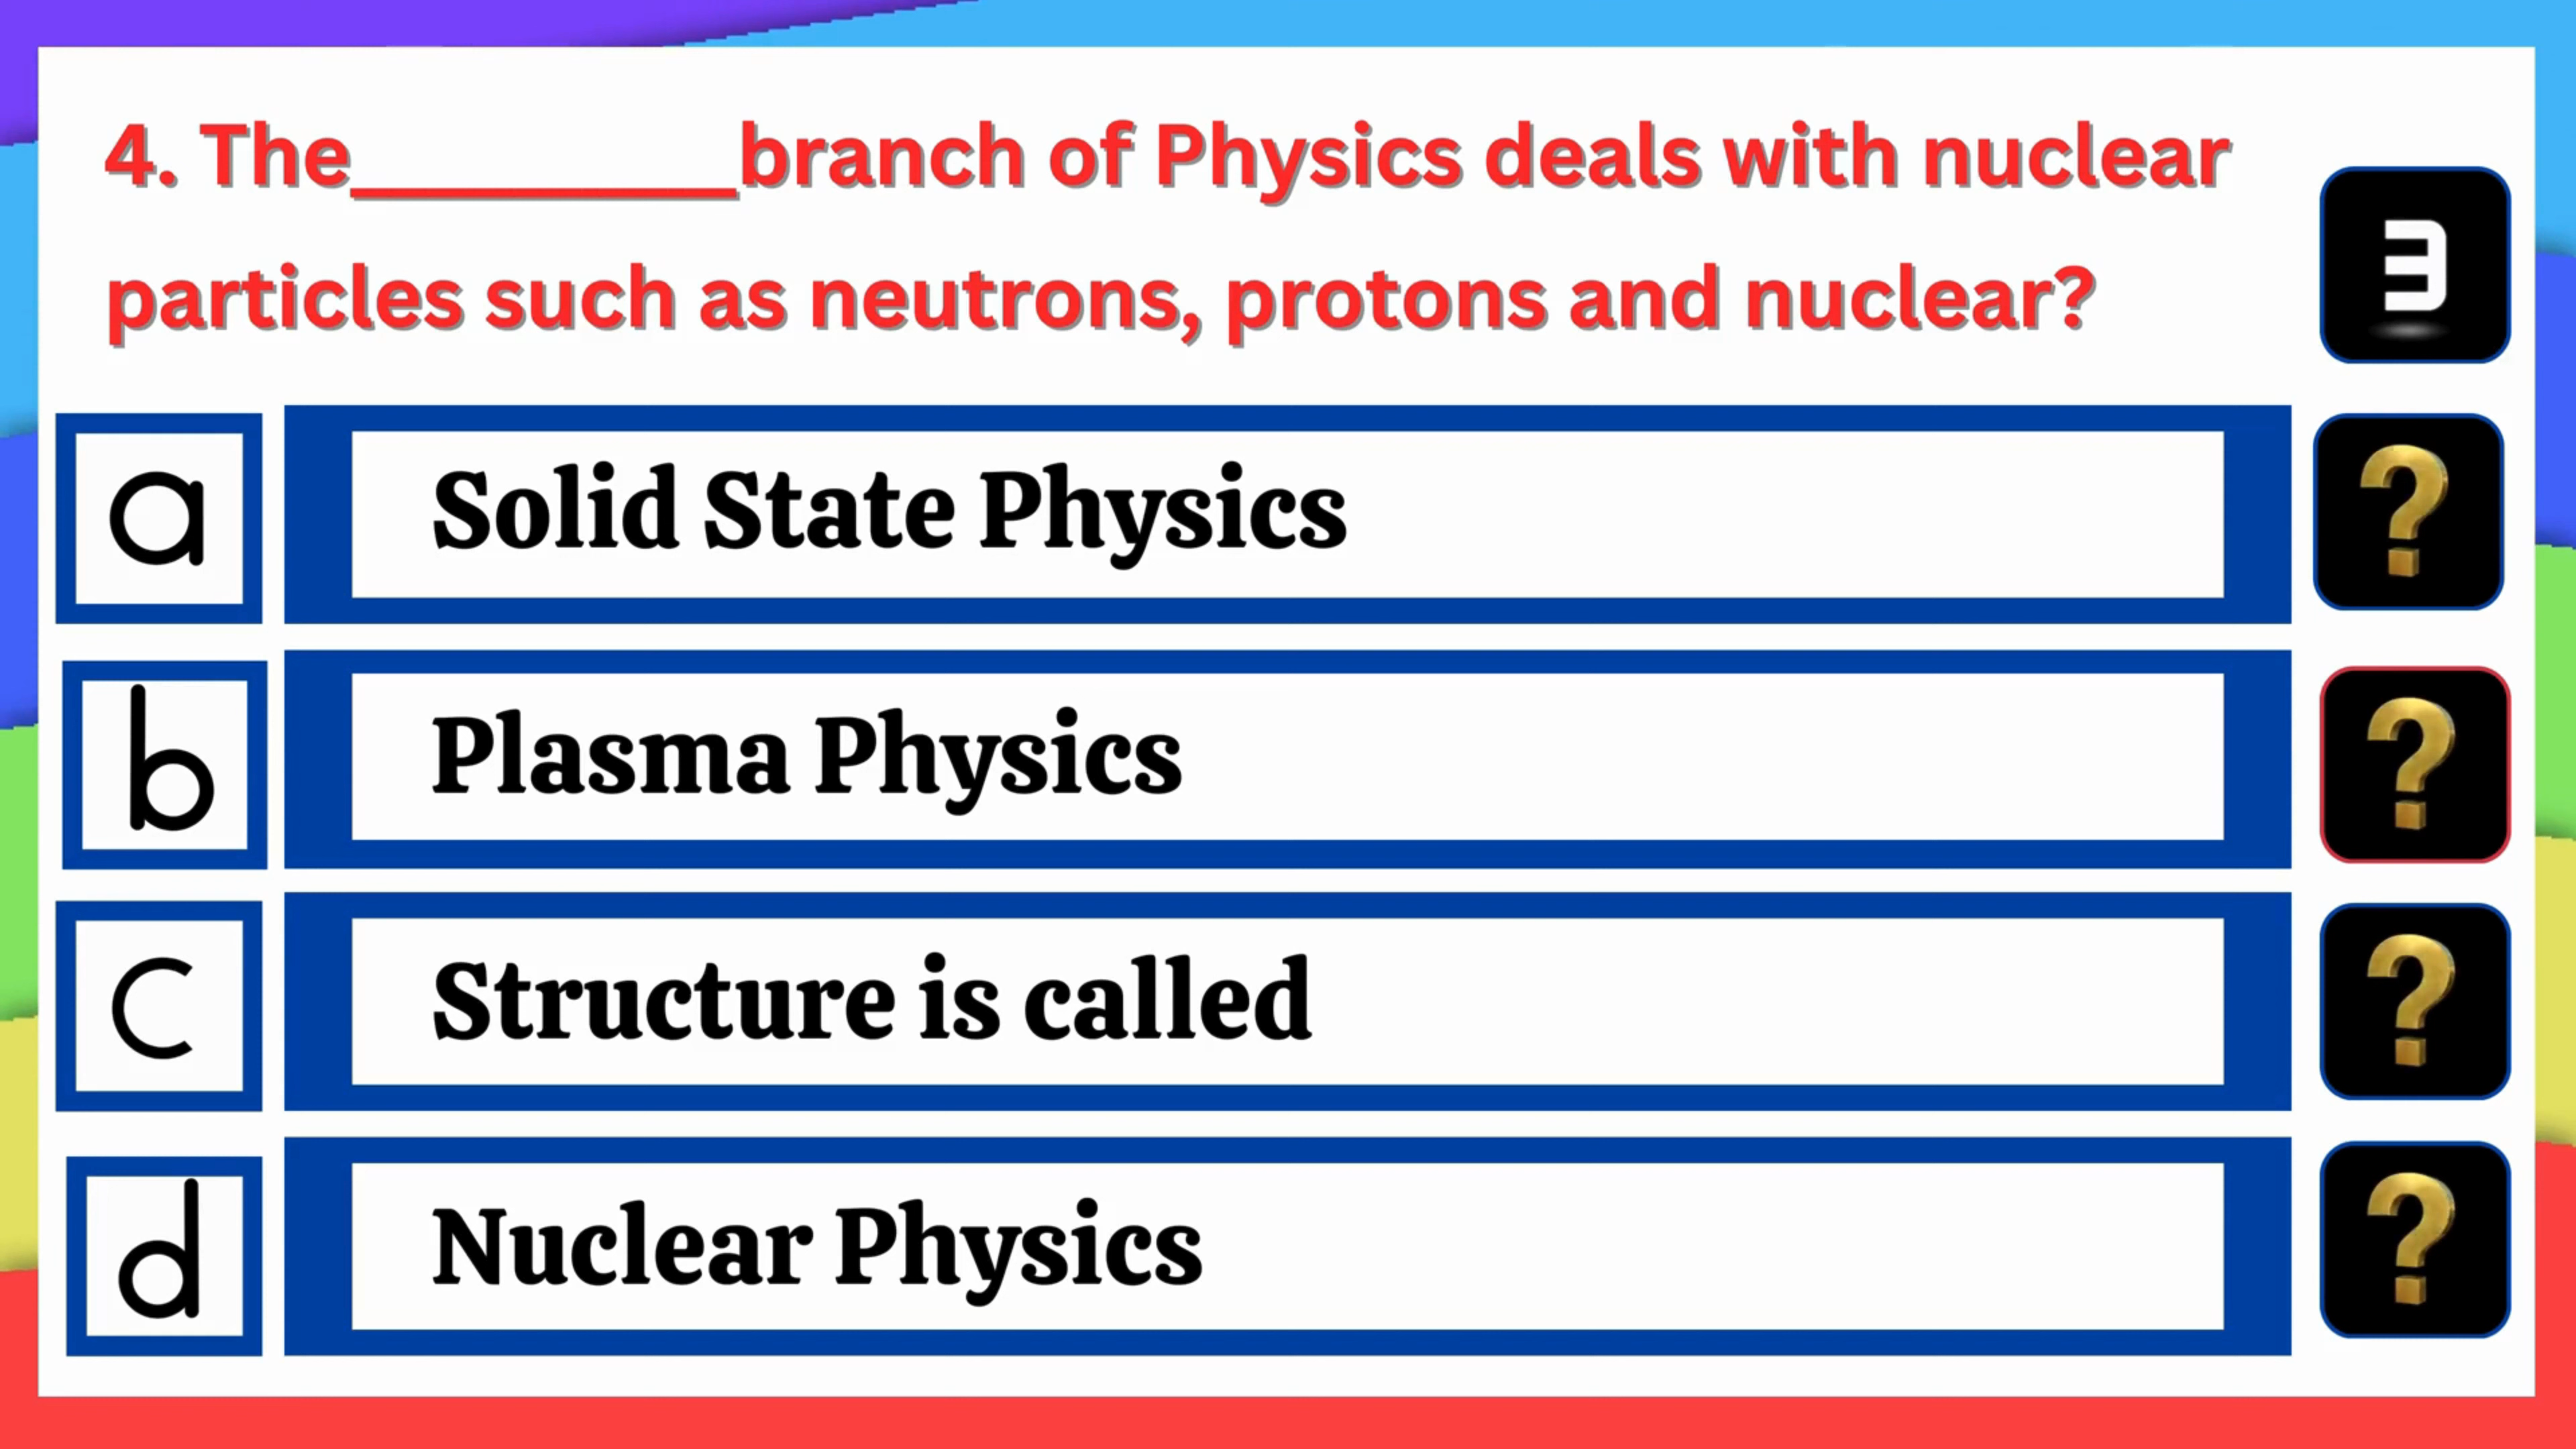 4. The_________branch of Physics deals with nuclear
particles such as neutrons, protons and nuclear?
3
a Solid State Physics ?
b Plasma Physics ?
c Structure is called ?
d Nuclear Physics ?